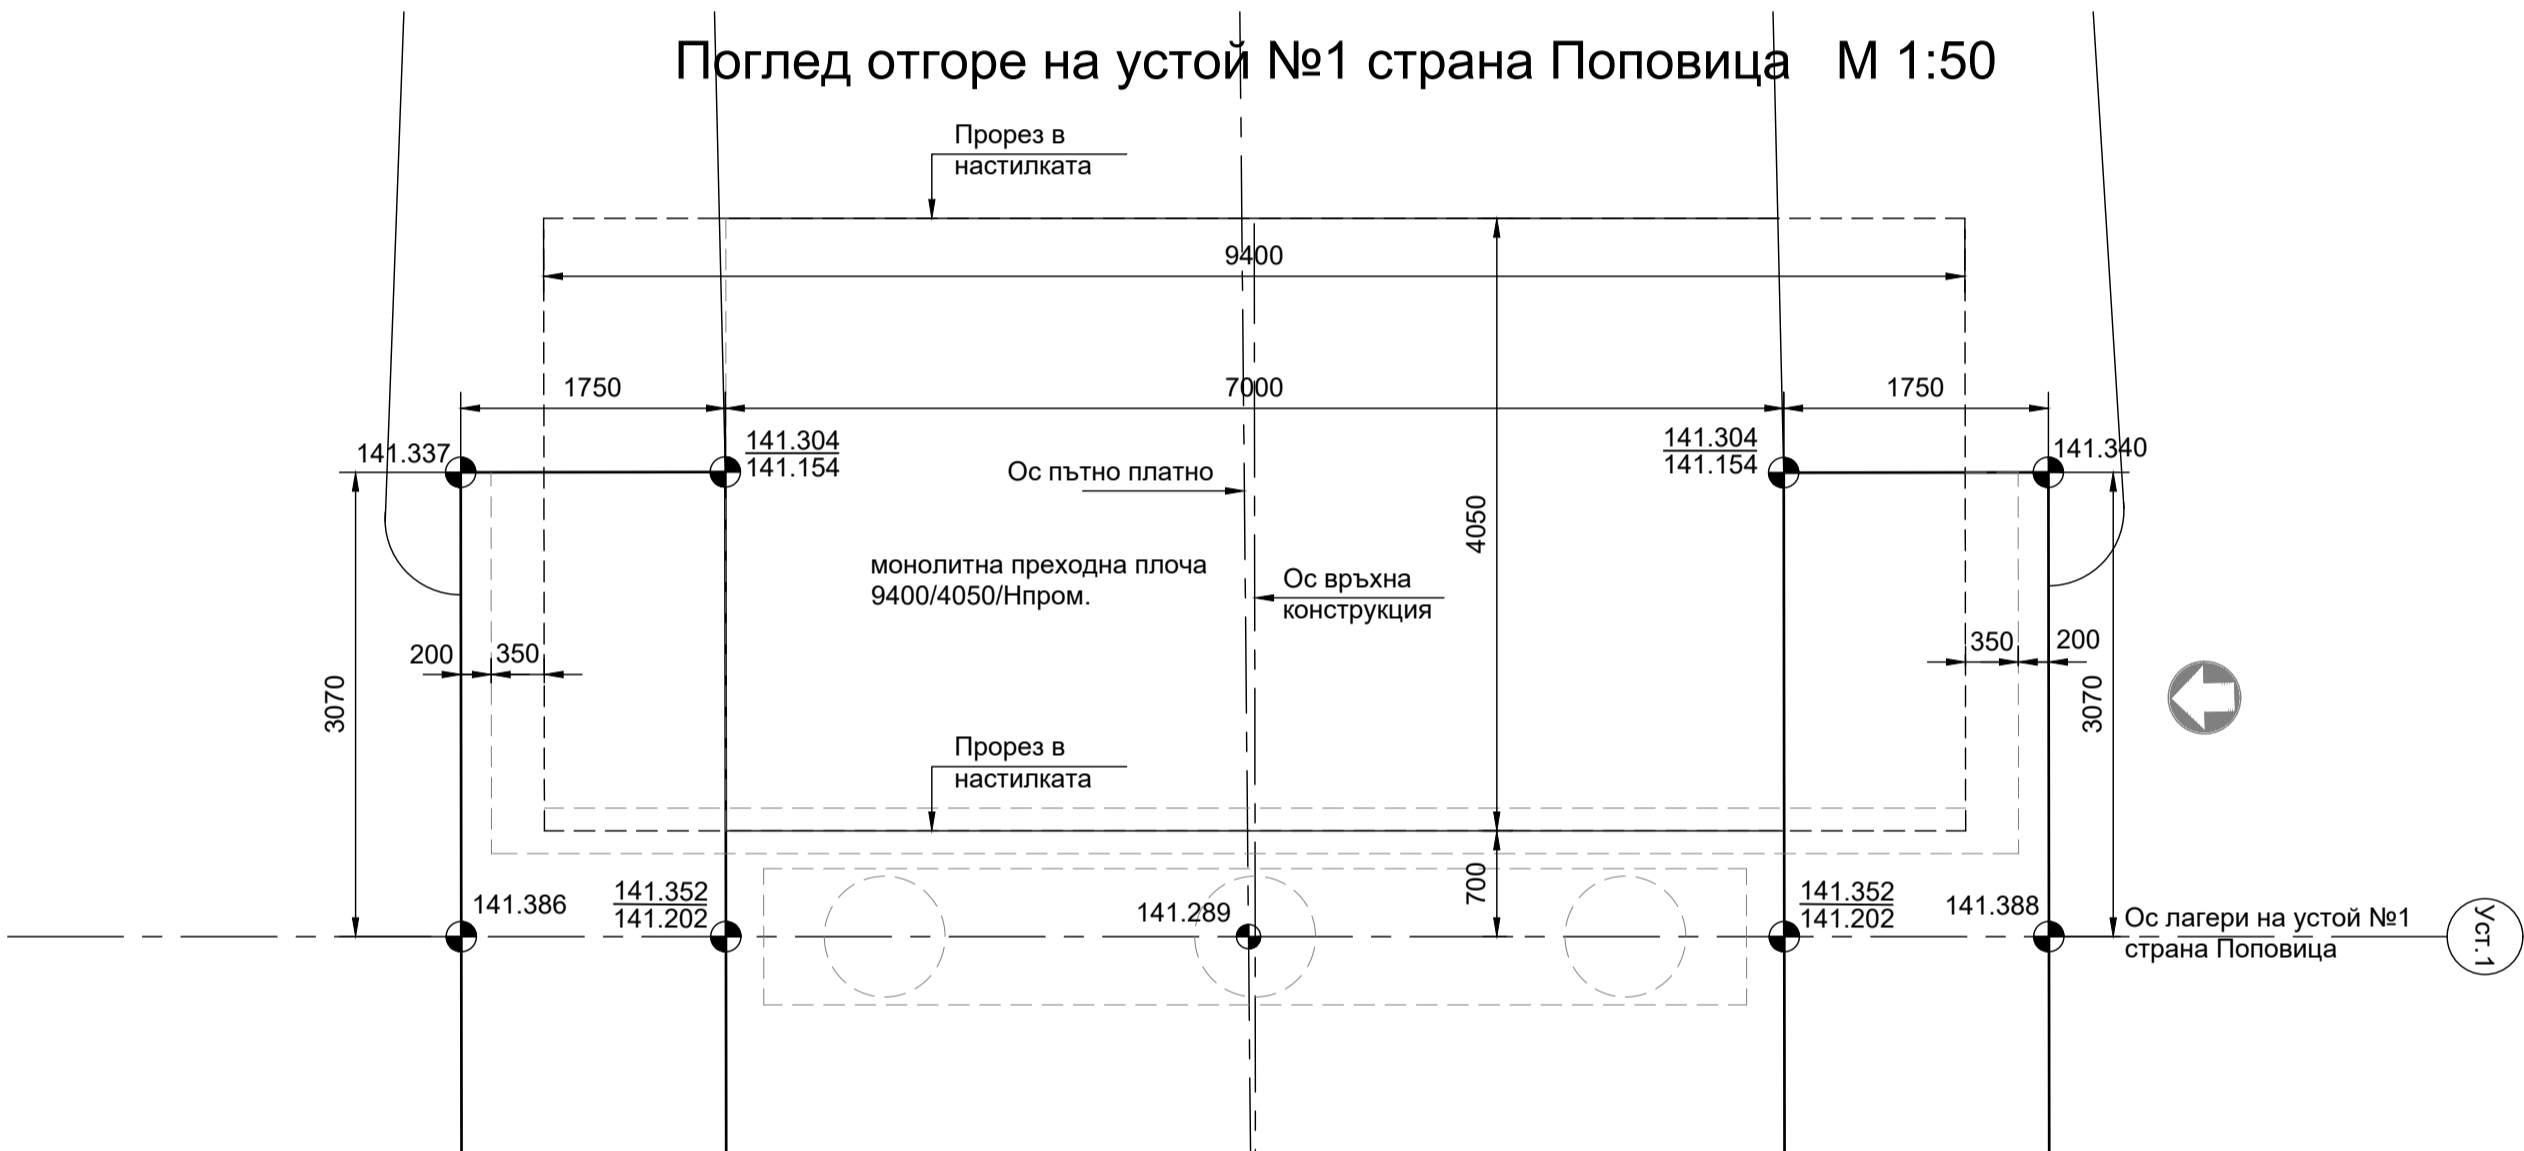 Поглед отгоре на устой №1 страна Поповица   М 1:50
Прорез в
настилката
9400
1750
7000
1750
141.337
141.304
141.154
Ос пътно платно
141.304
141.154
141.340
4050
монолитна преходна плоча
9400/4050/Нпром.
Ос връхна
конструкция
200
350
350
200
3070
3070
Прорез в
настилката
700
141.386
141.352
141.202
141.289
141.352
141.202
141.388
Ос лагери на устой №1
страна Поповица
Уст.1